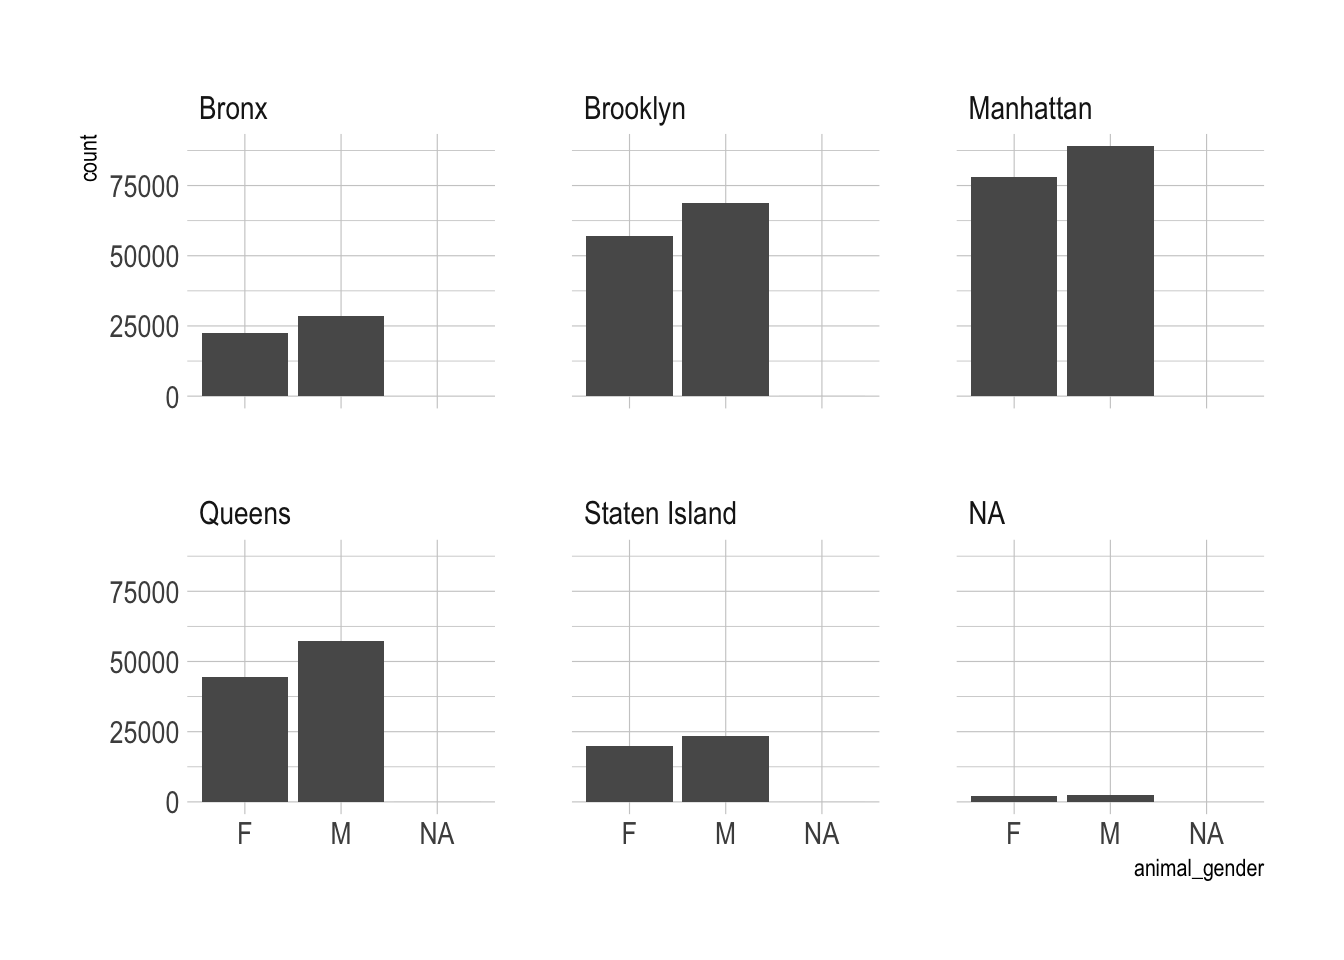 Bronx
Brooklyn
Manhattan
count
75000
50000
25000
0
Queens
Staten Island
NA
75000
50000
25000
0
F M NA
F M NA
F M NA
animal_gender